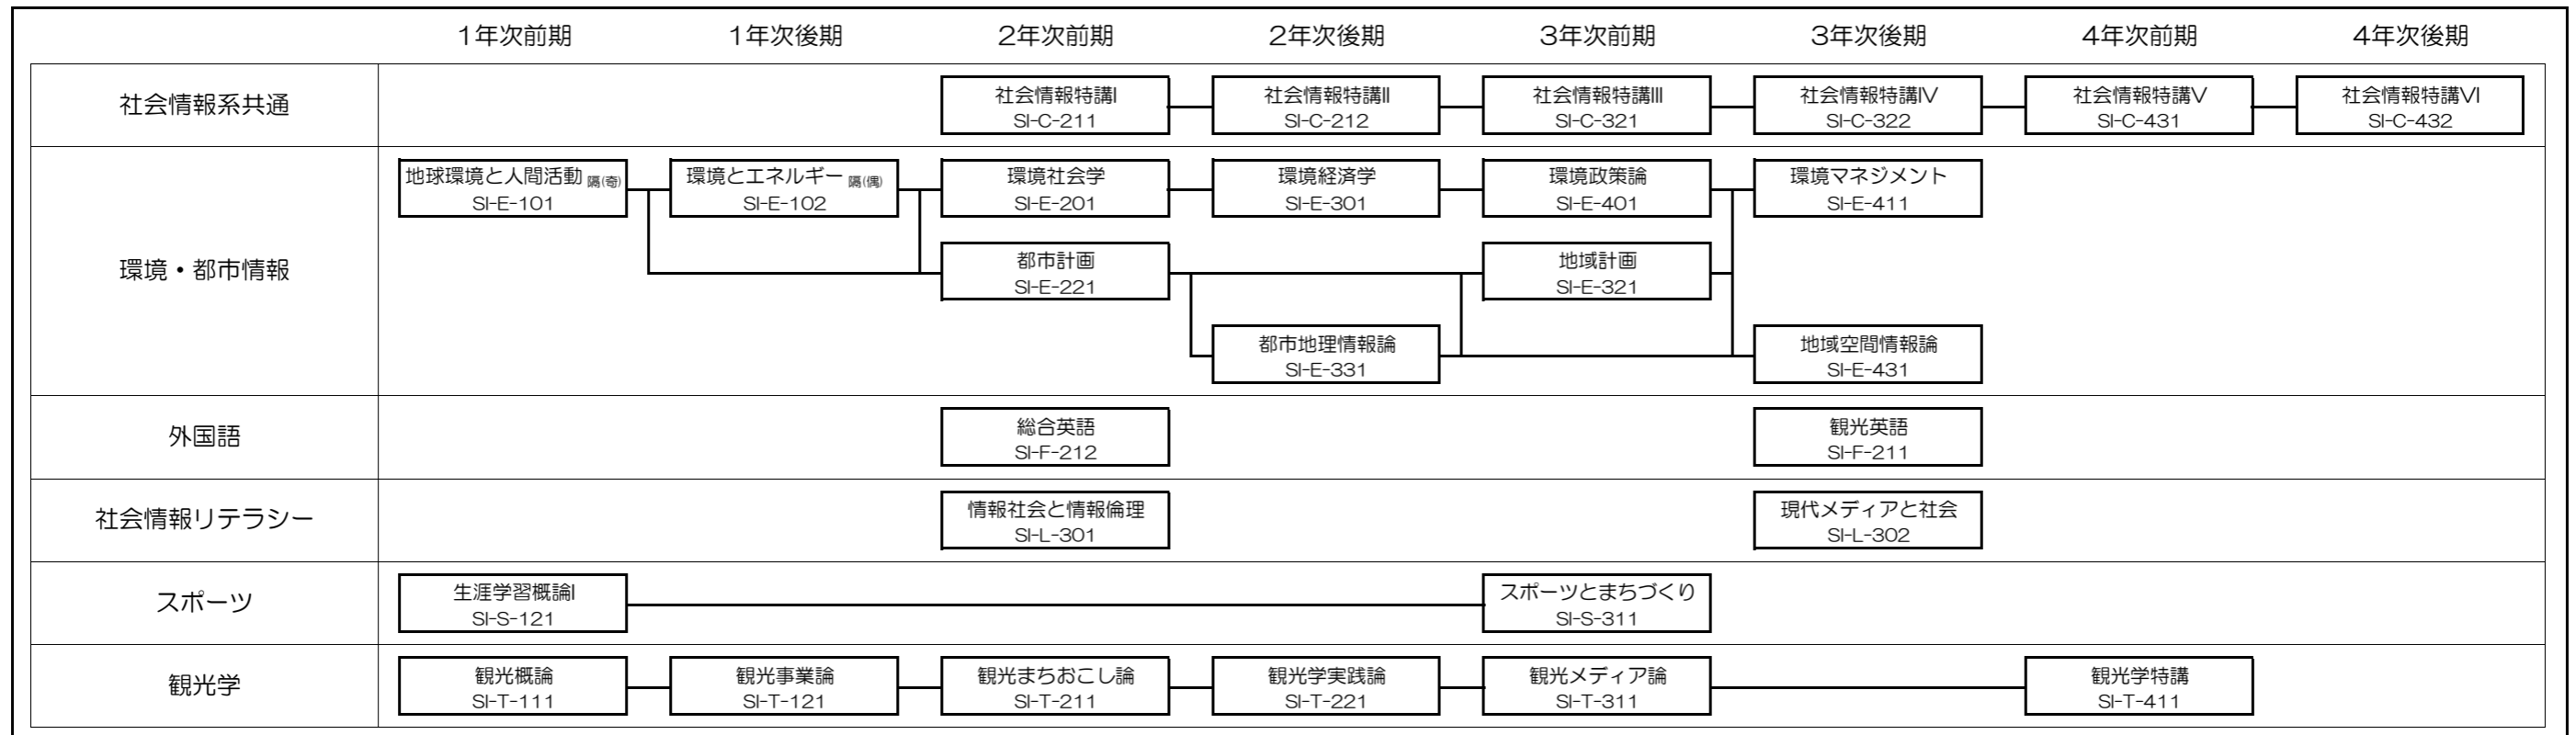 1年次前期 1年次後期 2年次前期 2年次後期 3年次前期 3年次後期 4年次前期 4年次後期
社会情報系共通
社会情報特講I
SI-C-211
社会情報特講II
SI-C-212
社会情報特講III
SI-C-321
社会情報特講IV
SI-C-322
社会情報特講V
SI-C-431
社会情報特講VI
SI-C-432
環境・都市情報
地球環境と人間活動 隔(奇)
SI-E-101
環境とエネルギー 隔(偶)
SI-E-102
環境社会学
SI-E-201
環境経済学
SI-E-301
環境政策論
SI-E-401
環境マネジメント
SI-E-411
都市計画
SI-E-221
地域計画
SI-E-321
都市地理情報論
SI-E-331
地域空間情報論
SI-E-431
外国語
総合英語
SI-F-212
観光英語
SI-F-211
社会情報リテラシー
情報社会と情報倫理
SI-L-301
現代メディアと社会
SI-L-302
スポーツ
生涯学習概論I
SI-S-121
スポーツとまちづくり
SI-S-311
観光学
観光概論
SI-T-111
観光事業論
SI-T-121
観光まちおこし論
SI-T-211
観光学実践論
SI-T-221
観光メディア論
SI-T-311
観光学特講
SI-T-411